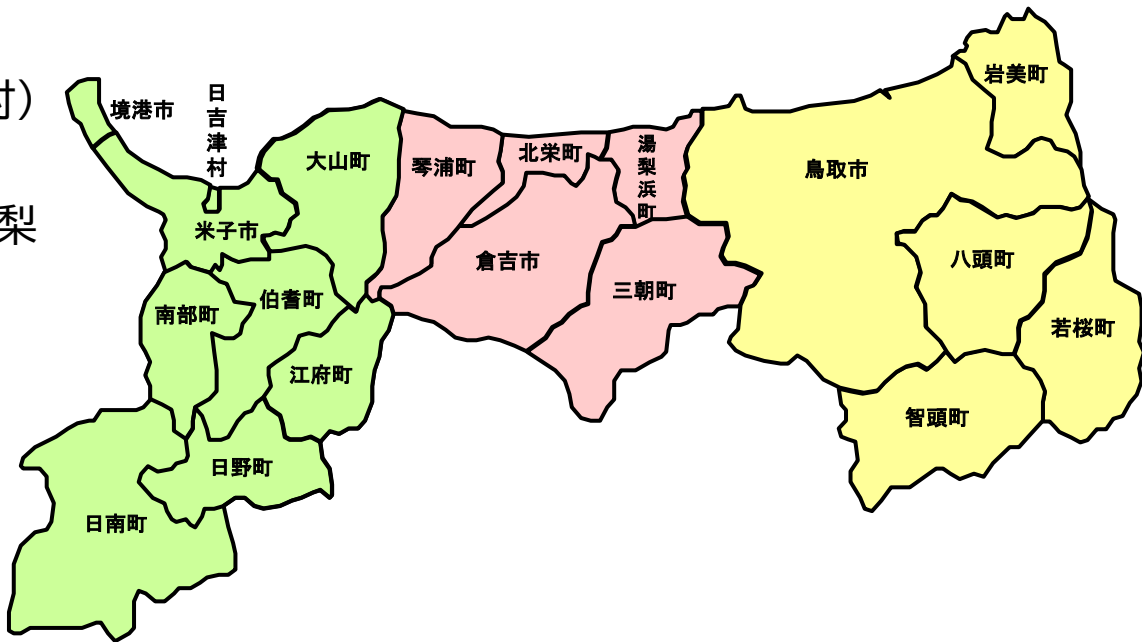 村）
梨
境港市
日吉津村
大山町
米子市
南部町
伯耆町
江府町
日野町
日南町
琴浦町
北栄町
湯梨浜町
倉吉市
三朝町
鳥取市
岩美町
八頭町
若桜町
智頭町